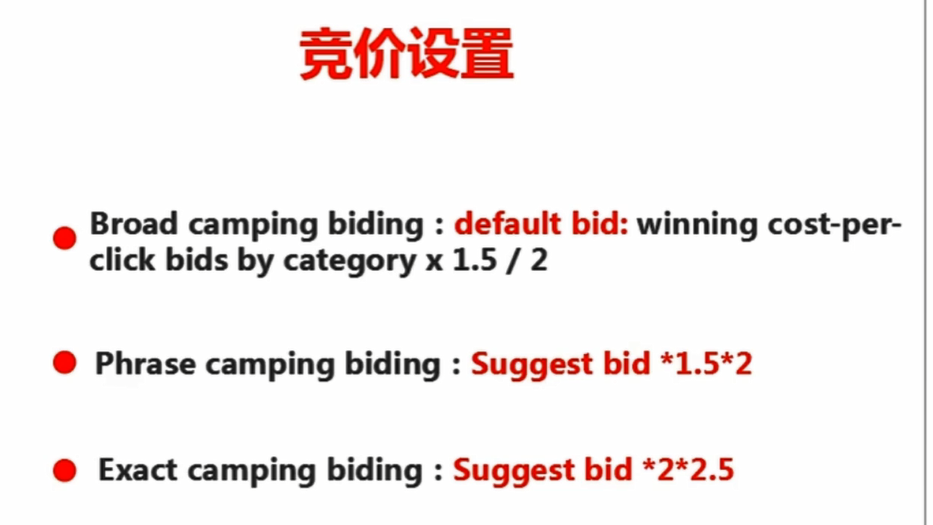 竞价设置
Broad camping biding：default bid: winning cost-per-
click bids by category x 1.5 / 2
Phrase camping biding：Suggest bid *1.5*2
Exact camping biding：Suggest bid *2*2.5